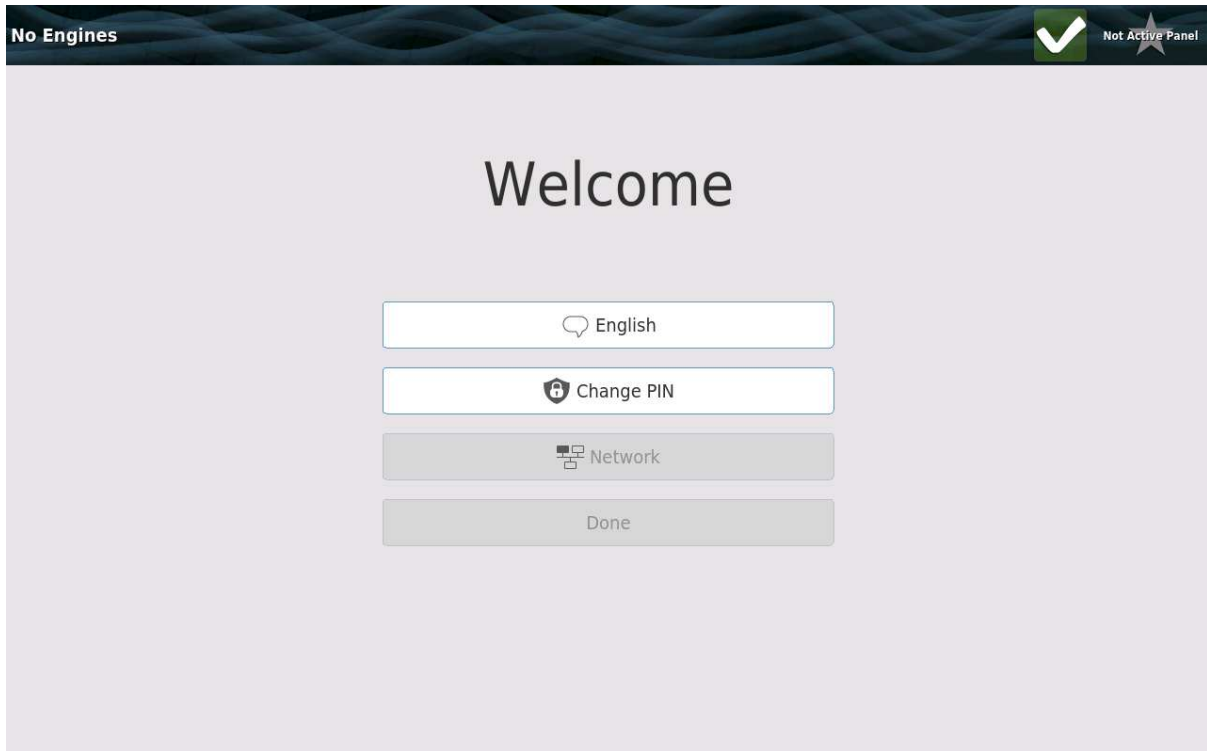 No Engines
Not Active Panel
Welcome
English
Change PIN
Network
Done